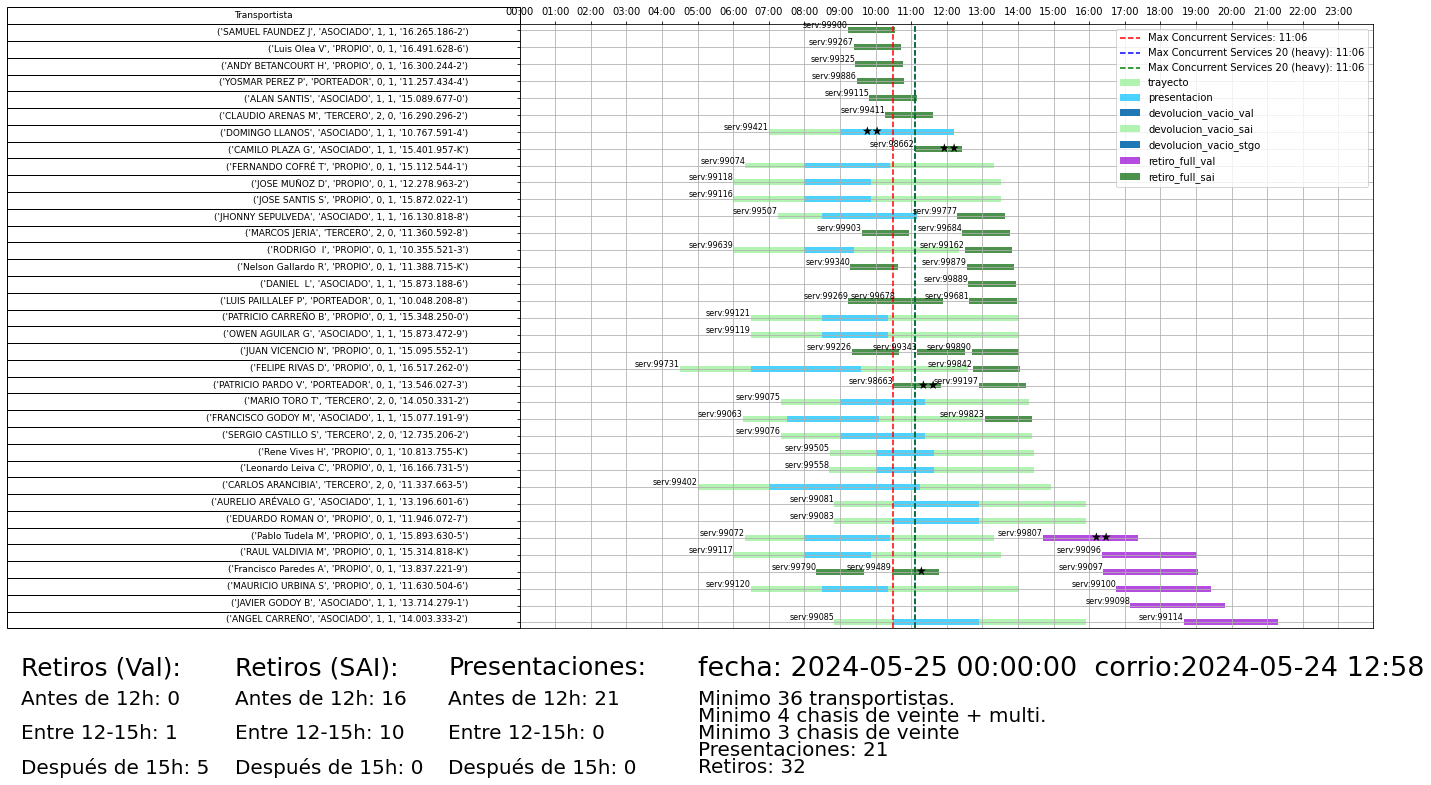 Transportista
00:00 01:00 02:00 03:00 04:00 05:00 06:00 07:00 08:00 09:00 10:00 11:00 12:00 13:00 14:00 15:00 16:00 17:00 18:00 19:00 20:00 21:00 22:00 23:00
('SAMUEL FAUNDEZ J', 'ASOCIADO', 1, 1, '16.265.186-2') serv:99900
('Luis Olea V', 'PROPIO', 0, 1, '16.491.628-6') serv:99267
('ANDY BETANCOURT H', 'PROPIO', 0, 1, '16.300.244-2') serv:99325
('YOSMAR PEREZ P', 'PORTEADOR', 0, 1, '11.257.434-4') serv:99886
('ALAN SANTIS', 'ASOCIADO', 1, 1, '15.089.677-0') serv:99115
('CLAUDIO ARENAS M', 'TERCERO', 2, 0, '16.290.296-2') serv:99411
('DOMINGO LLANOS', 'ASOCIADO', 1, 1, '10.767.591-4') serv:99421
('CAMILO PLAZA G', 'ASOCIADO', 1, 1, '15.401.957-K') serv:98662
('FERNANDO COFRÉ T', 'PROPIO', 0, 1, '15.112.544-1') serv:99074
('JOSE MUÑOZ D', 'PROPIO', 0, 1, '12.278.963-2') serv:99118
('JOSE SANTIS S', 'PROPIO', 0, 1, '15.872.022-1') serv:99116
('JHONNY SEPULVEDA', 'ASOCIADO', 1, 1, '16.130.818-8') serv:99507 serv:99777
('MARCOS JERIA', 'TERCERO', 2, 0, '11.360.592-8') serv:99903 serv:99684
('RODRIGO  I', 'PROPIO', 0, 1, '10.355.521-3') serv:99639 serv:99162
('Nelson Gallardo R', 'PROPIO', 0, 1, '11.388.715-K') serv:99340 serv:99879
('DANIEL  L', 'ASOCIADO', 1, 1, '15.873.188-6') serv:99889
('LUIS PAILLALEF P', 'PORTEADOR', 0, 1, '10.048.208-8') serv:99269 serv:99678 serv:99681
('PATRICIO CARREÑO B', 'PROPIO', 0, 1, '15.348.250-0') serv:99121
('OWEN AGUILAR G', 'ASOCIADO', 1, 1, '15.873.472-9') serv:99119
('JUAN VICENCIO N', 'PROPIO', 0, 1, '15.095.552-1') serv:99226 serv:99343 serv:99890
('FELIPE RIVAS D', 'PROPIO', 0, 1, '16.517.262-0') serv:99731 serv:99842
('PATRICIO PARDO V', 'PORTEADOR', 0, 1, '13.546.027-3') serv:98663 serv:99197
('MARIO TORO T', 'TERCERO', 2, 0, '14.050.331-2') serv:99075
('FRANCISCO GODOY M', 'ASOCIADO', 1, 1, '15.077.191-9') serv:99063 serv:99823
('SERGIO CASTILLO S', 'TERCERO', 2, 0, '12.735.206-2') serv:99076
('Rene Vives H', 'PROPIO', 0, 1, '10.813.755-K') serv:99505
('Leonardo Leiva C', 'PROPIO', 0, 1, '16.166.731-5') serv:99558
('CARLOS ARANCIBIA', 'TERCERO', 2, 0, '11.337.663-5') serv:99402
('AURELIO ARÉVALO G', 'ASOCIADO', 1, 1, '13.196.601-6') serv:99081
('EDUARDO ROMAN O', 'PROPIO', 0, 1, '11.946.072-7') serv:99083
('Pablo Tudela M', 'PROPIO', 0, 1, '15.893.630-5') serv:99072 serv:99807
('RAUL VALDIVIA M', 'PROPIO', 0, 1, '15.314.818-K') serv:99117 serv:99096
('Francisco Paredes A', 'PROPIO', 0, 1, '13.837.221-9') serv:99790 serv:99489 serv:99097
('MAURICIO URBINA S', 'PROPIO', 0, 1, '11.630.504-6') serv:99120 serv:99100
('JAVIER GODOY B', 'ASOCIADO', 1, 1, '13.714.279-1') serv:99098
('ANGEL CARREÑO', 'ASOCIADO', 1, 1, '14.003.333-2') serv:99085 serv:99114
Max Concurrent Services: 11:06
Max Concurrent Services 20 (heavy): 11:06
Max Concurrent Services 20 (heavy): 11:06
trayecto
presentacion
devolucion_vacio_val
devolucion_vacio_sai
devolucion_vacio_stgo
retiro_full_val
retiro_full_sai
Retiros (Val):
Antes de 12h: 0
Entre 12-15h: 1
Después de 15h: 5
Retiros (SAI):
Antes de 12h: 16
Entre 12-15h: 10
Después de 15h: 0
Presentaciones:
Antes de 12h: 21
Entre 12-15h: 0
Después de 15h: 0
fecha: 2024-05-25 00:00:00  corrio:2024-05-24 12:58
Minimo 36 transportistas.
Minimo 4 chasis de veinte + multi.
Minimo 3 chasis de veinte
Presentaciones: 21
Retiros: 32